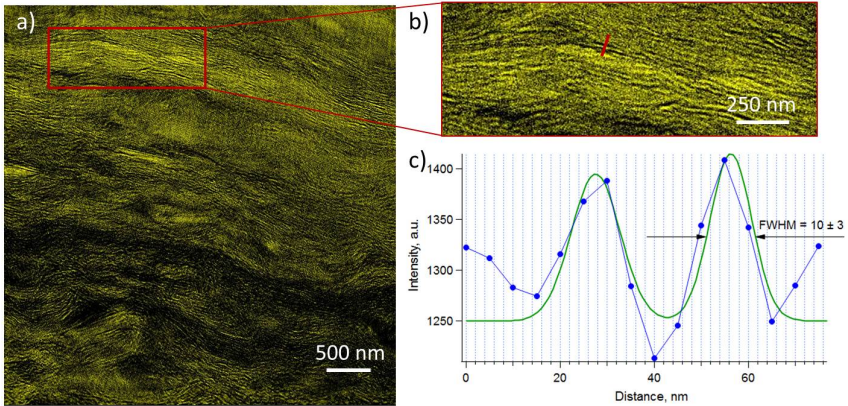 a)
500 nm
b)
250 nm
c)
1400
1350
1300
1250
Intensity, a.u.
FWHM = 10 ± 3
0
20
40
60
Distance, nm